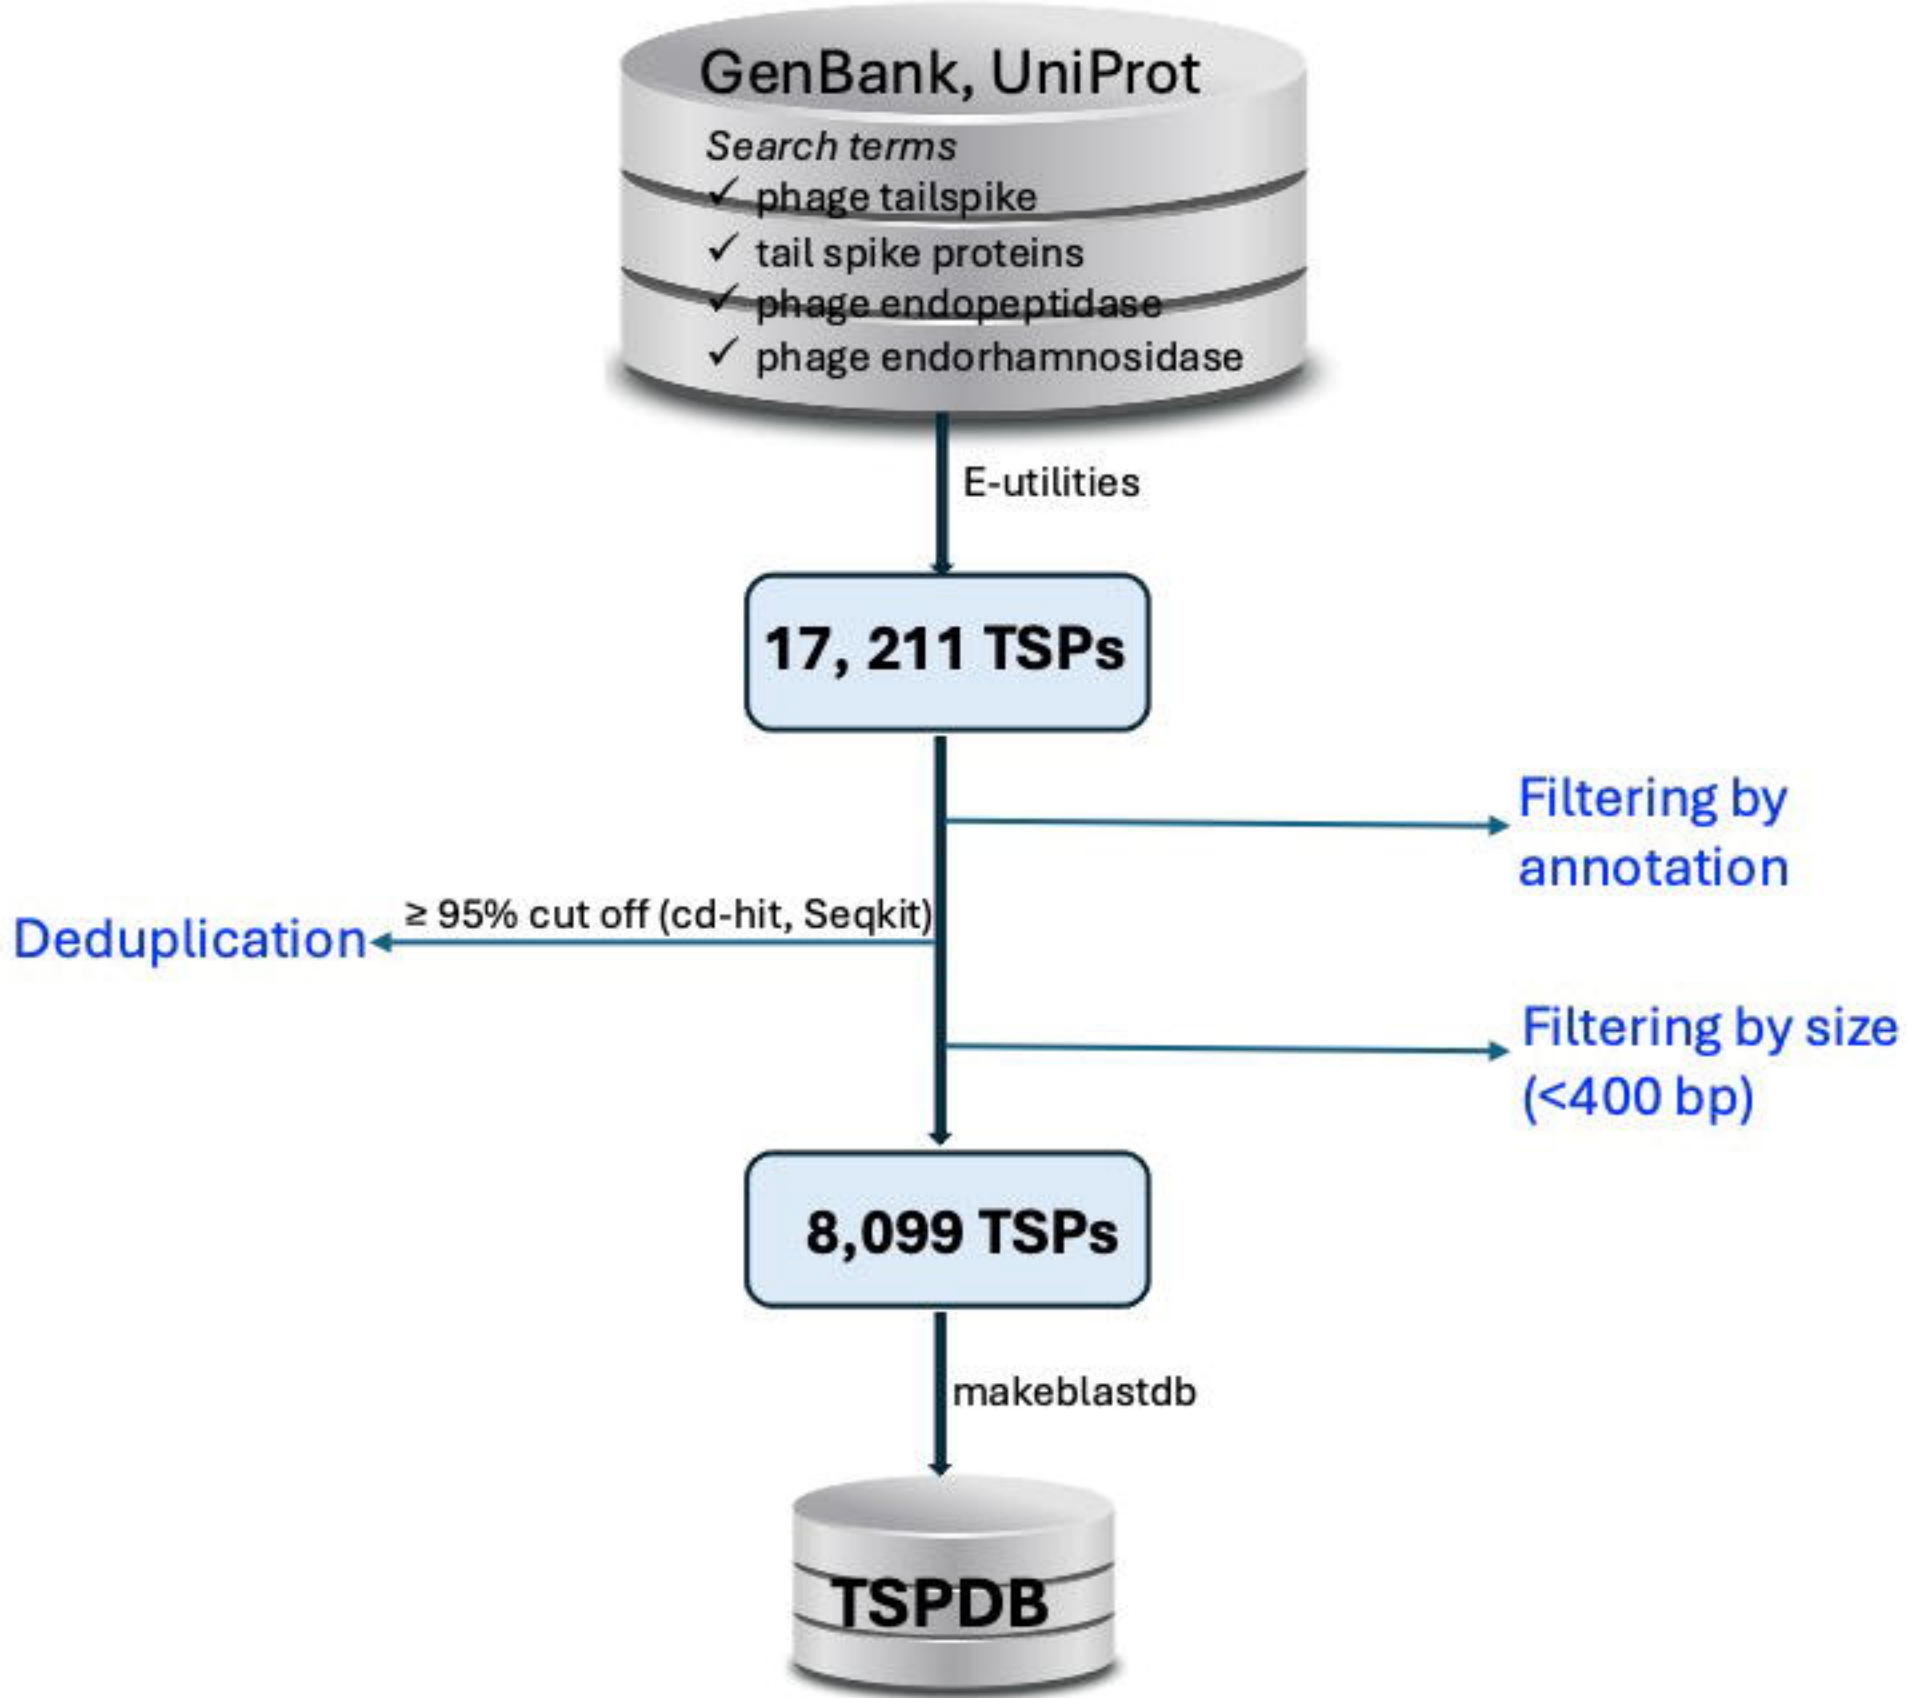 GenBank, UniProt
Search terms
✓ phage tailspike
✓ tail spike proteins
✓ phage endopeptidase
✓ phage endorhamnosidase
E-utilities
17, 211 TSPs
Filtering by
annotation
≥ 95% cut off (cd-hit, Seqkit)
Deduplication
Filtering by size
(<400 bp)
8,099 TSPs
makeblastdb
TSPDB